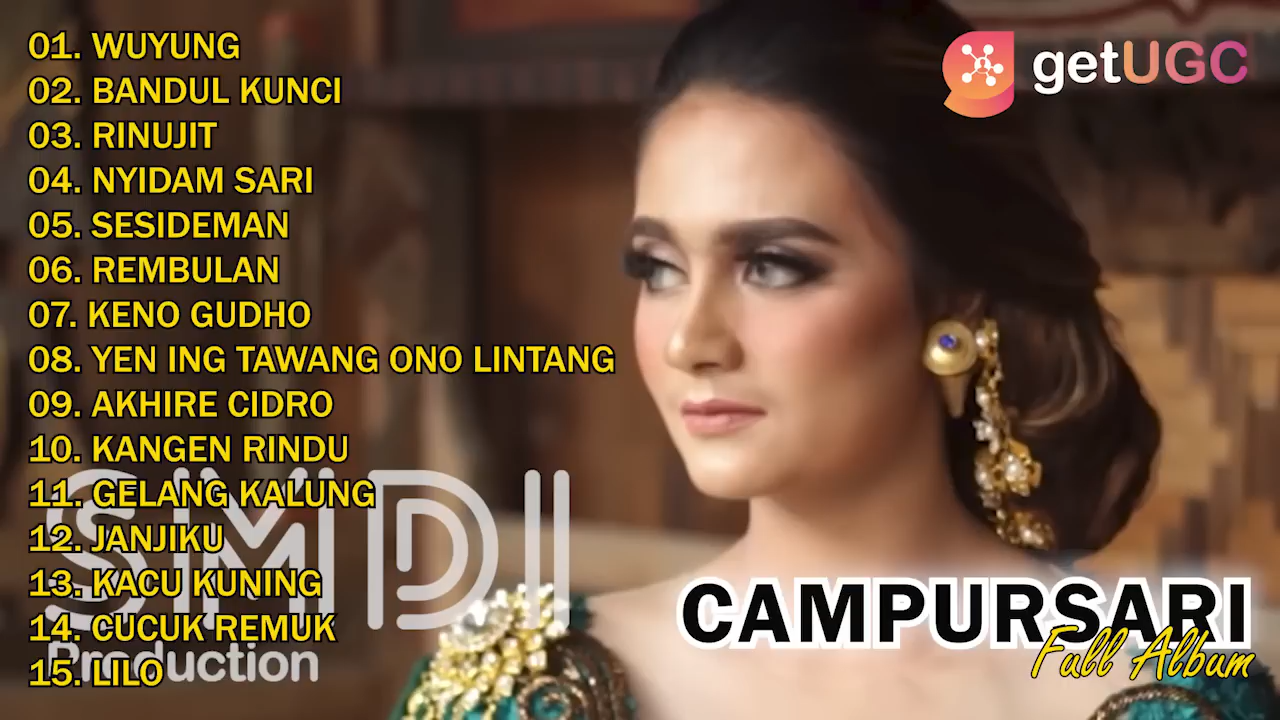 01. WUYUNG
02. BANDUL KUNCI
03. RINUJIT
04. NYIDAM SARI
05. SESIDEMAN
06. REMBULAN
07. KENO GUDHO
08. YEN ING TAWANG ONO LINTANG
09. AKHIRE CIDRO
10. KANGEN RINDU
11. GELANG KALUNG
12. JANJIKU
13. KACU KUNING
14. CUCUK REMUK
15. LILO
SMDI
Production
getUGC
CAMPURSARI
Full Album